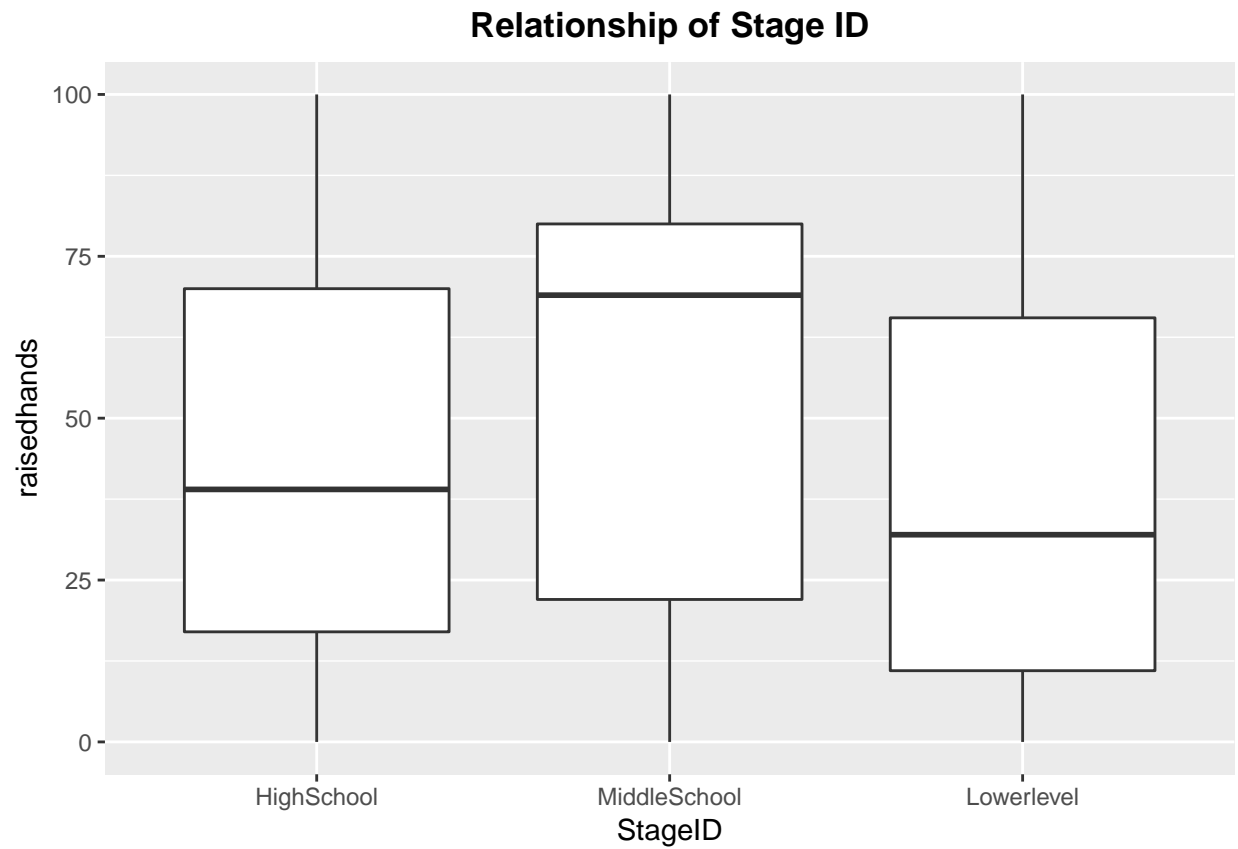 Relationship of Stage ID
100
75
50
25
0
raisedhands
HighSchool
MiddleSchool
Lowerlevel
StageID